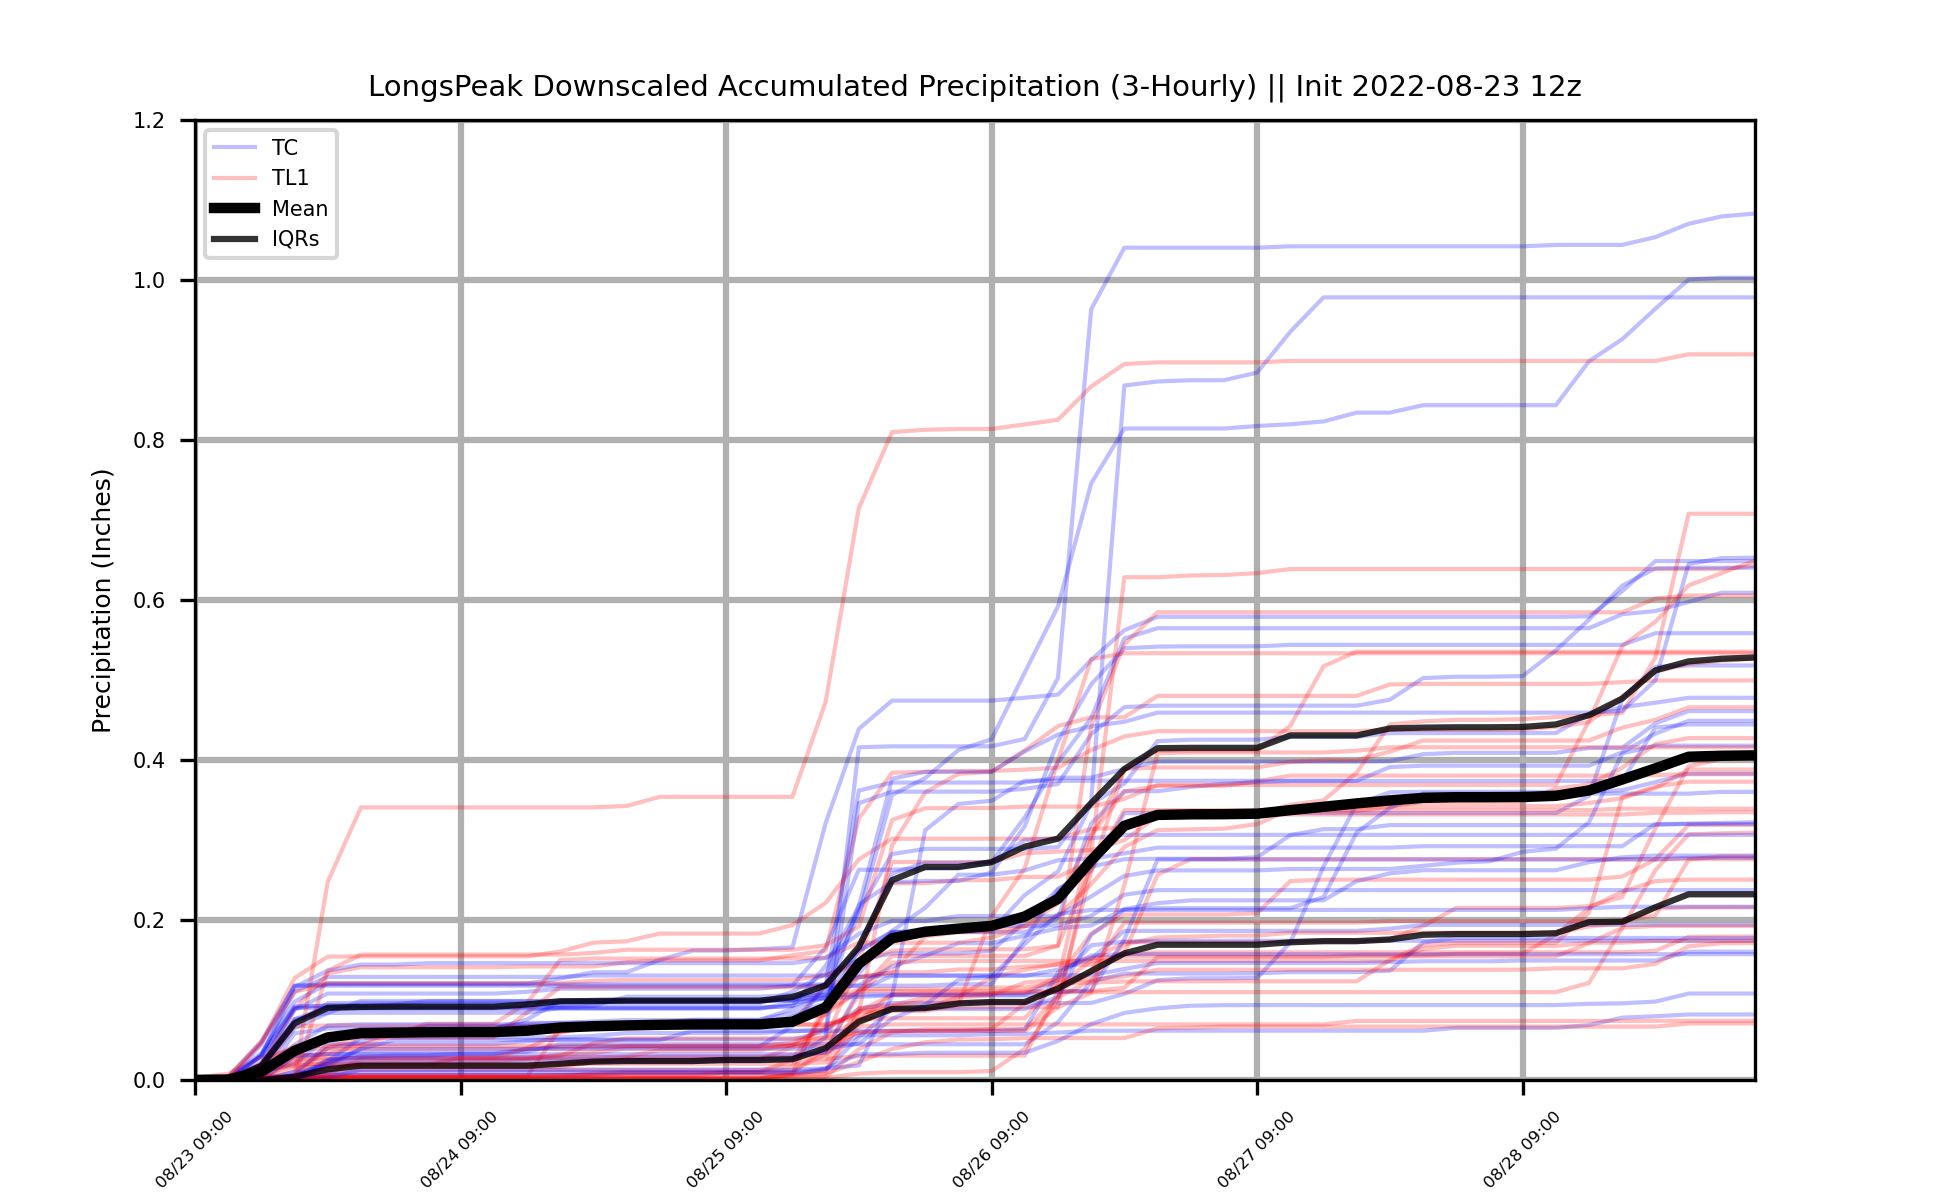 LongsPeak Downscaled Accumulated Precipitation (3-Hourly) || Init 2022-08-23 12z
1.2
1.0
0.8
0.6
0.4
0.2
0.0
Precipitation (Inches)
TC
TL1
Mean
IQRs
08/23 09:00
08/24 09:00
08/25 09:00
08/26 09:00
08/27 09:00
08/28 09:00